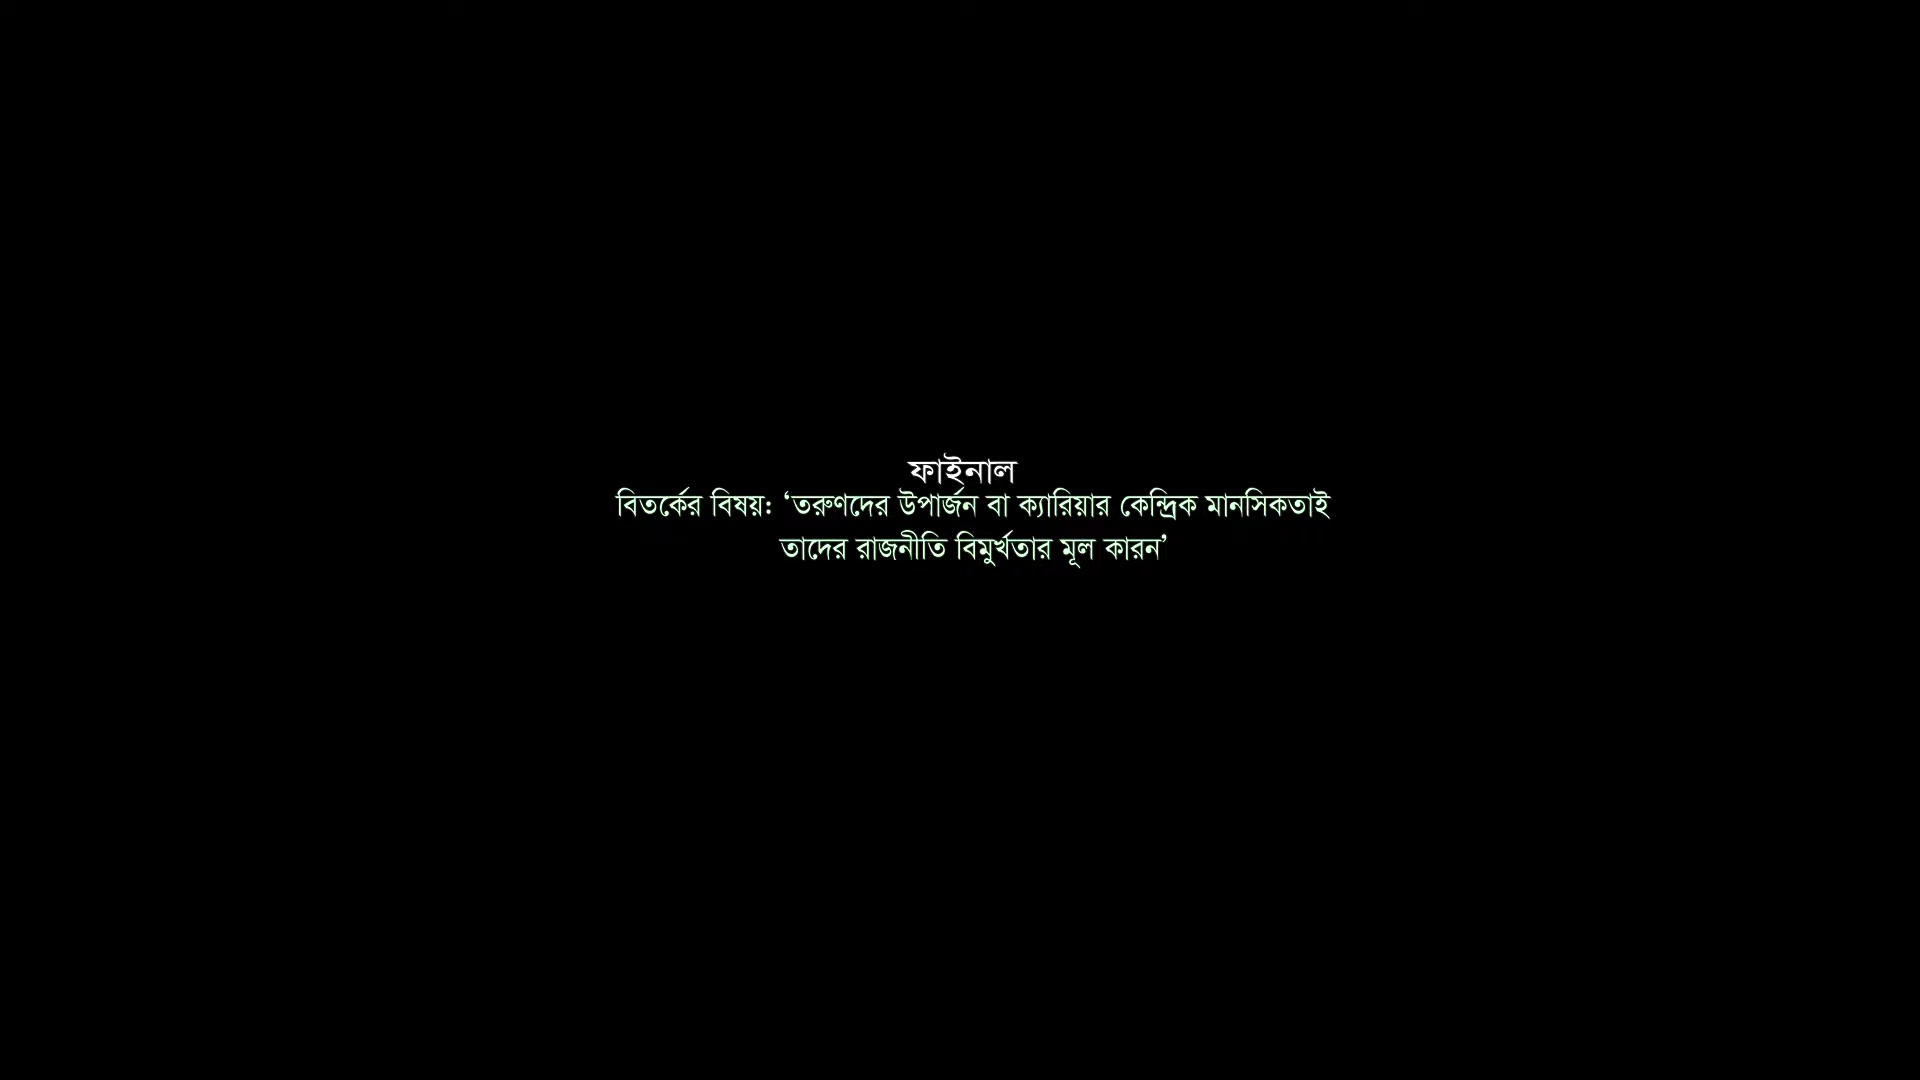 ফাইনাল
বিতর্কের বিষয়: ‘তরুণদের উপার্জন বা ক্যারিয়ার কেন্দ্রিক মানসিকতাই
তাদের রাজনীতি বিমুর্খতার মূল কারন’